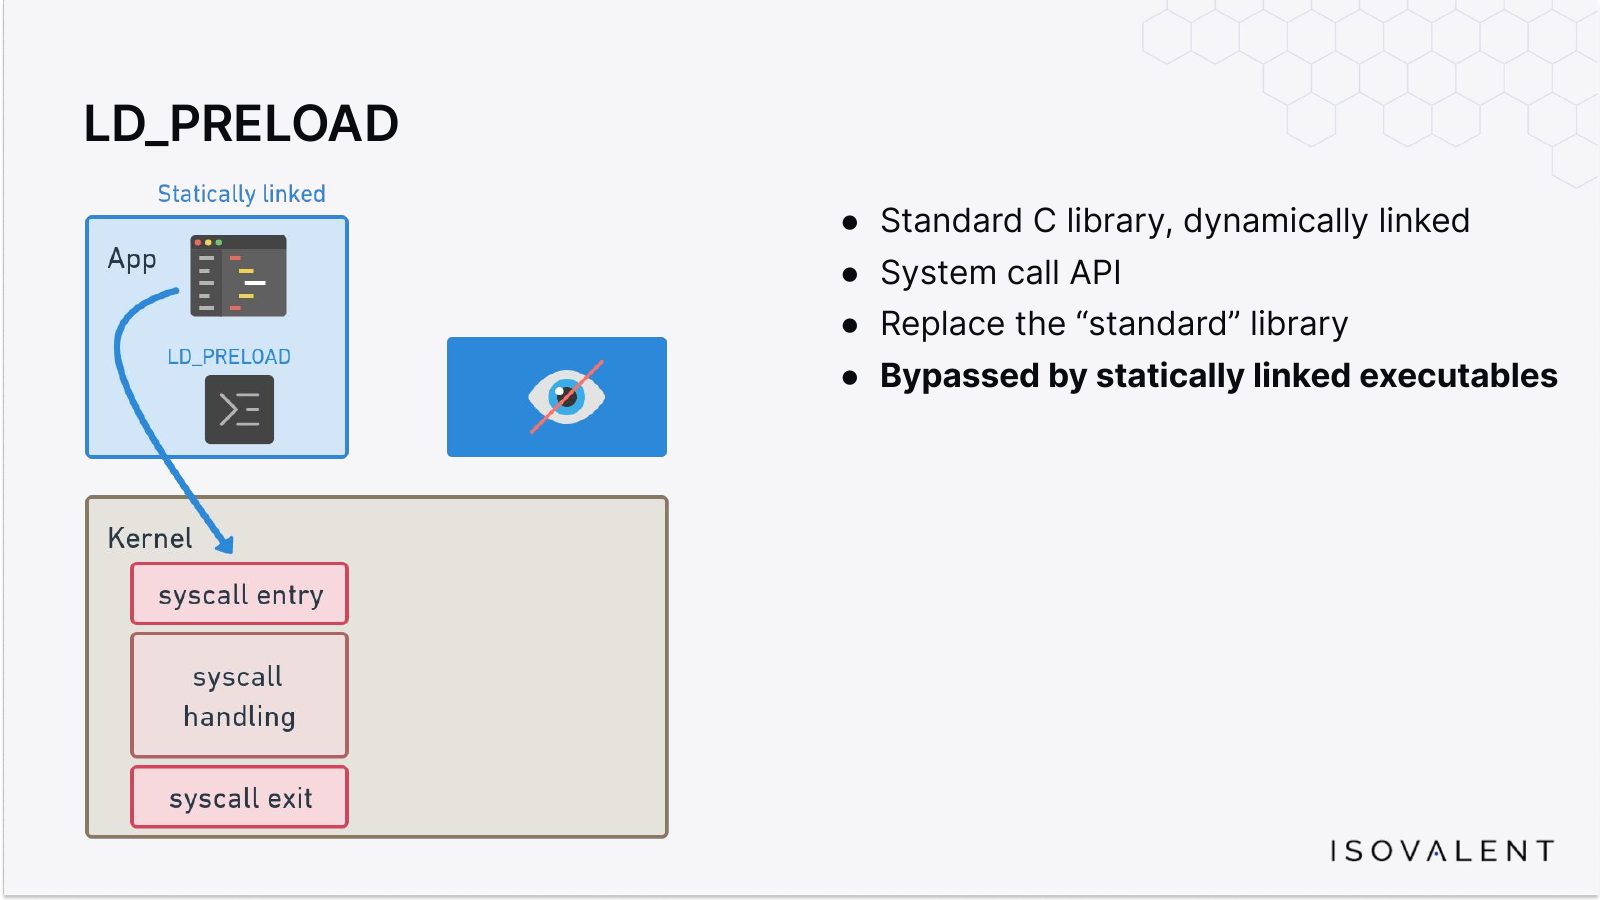 LD_PRELOAD
Statically linked
App
LD_PRELOAD
Kernel
syscall entry
syscall
handling
syscall exit
● Standard C library, dynamically linked
● System call API
● Replace the “standard” library
● Bypassed by statically linked executables
ISOVALENT